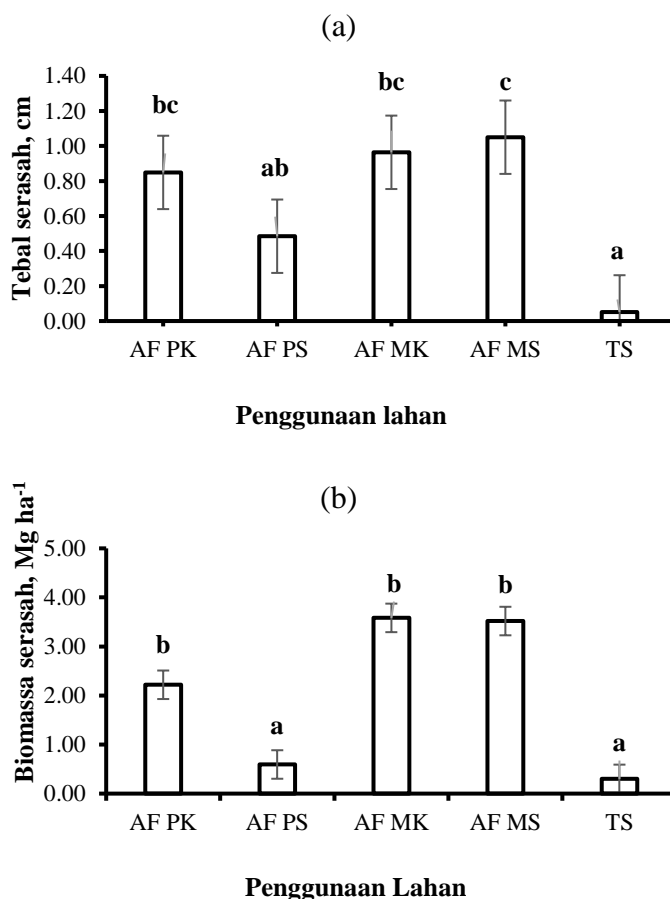 (a)
Tebal serasah, cm
1.40
1.20
1.00
0.80
0.60
0.40
0.20
0.00
bc
ab
bc
c
a
AF PK AF PS AF MK AF MS TS
Penggunaan lahan
(b)
Biomassa serasah, Mg ha⁻¹
5.00
4.00
3.00
2.00
1.00
0.00
b
a
b
b
a
AF PK AF PS AF MK AF MS TS
Penggunaan Lahan